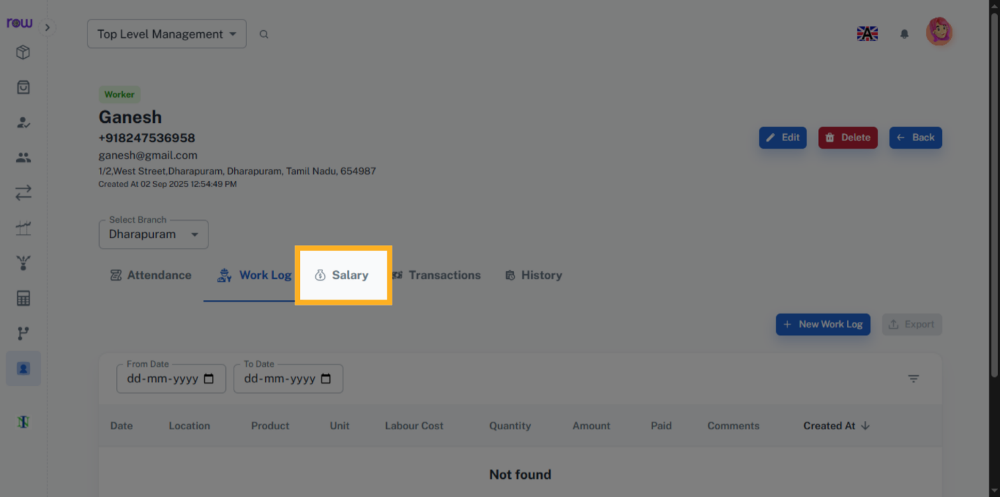 row
Top Level Management
A
Worker
Ganesh
+918247536958
ganesh@gmail.com
1/2,West Street,Dharapuram, Dharapuram, Tamil Nadu, 654987
Created At 02 Sep 2025 12:54:49 PM
Edit
Delete
Back
Select Branch
Dharapuram
Attendance
Work Log
Salary
Transactions
History
New Work Log
Export
From Date
dd-mm-yyyy
To Date
dd-mm-yyyy
Date Location Product Unit Labour Cost Quantity Amount Paid Comments Created At
Not found